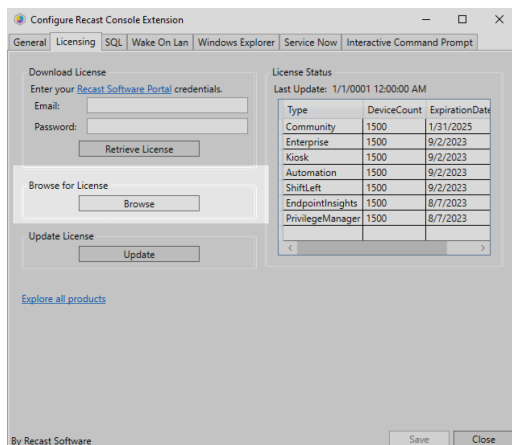 Configure Recast Console Extension
General Licensing SQL Wake On Lan Windows Explorer Service Now Interactive Command Prompt
Download License
Enter your Recast Software Portal credentials.
Email:
Password:
Retrieve License
Browse for License
Browse
Update License
Update
Explore all products
License Status
Last Update: 1/1/0001 12:00:00 AM
Type DeviceCount ExpirationDate
Community 1500 1/31/2025
Enterprise 1500 9/2/2023
Kiosk 1500 9/2/2023
Automation 1500 9/2/2023
ShiftLeft 1500 9/2/2023
EndpointInsights 1500 8/7/2023
PrivilegeManager 1500 8/7/2023
By Recast Software
Save Close